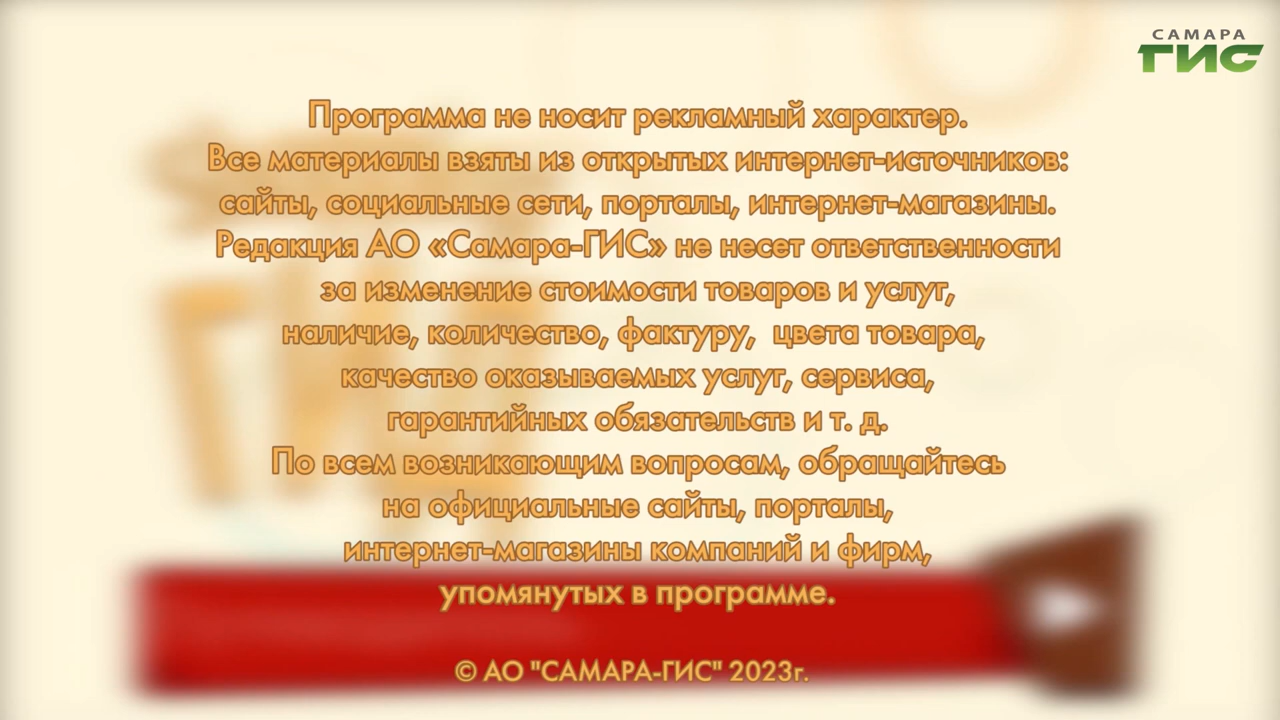 САМАРА
ГИС
Программа не носит рекламный характер.
Все материалы взяты из открытых интернет-источников:
сайты, социальные сети, порталы, интернет-магазины.
Редакция АО «Самара-ГИС» не несет ответственности
за изменение стоимости товаров и услуг,
наличие, количество, фактуру,  цвета товара,
качество оказываемых услуг, сервиса,
гарантийных обязательств и т. д.
По всем возникающим вопросам, обращайтесь
на официальные сайты, порталы,
интернет-магазины компаний и фирм,
упомянутых в программе.
© АО "САМАРА-ГИС" 2023г.